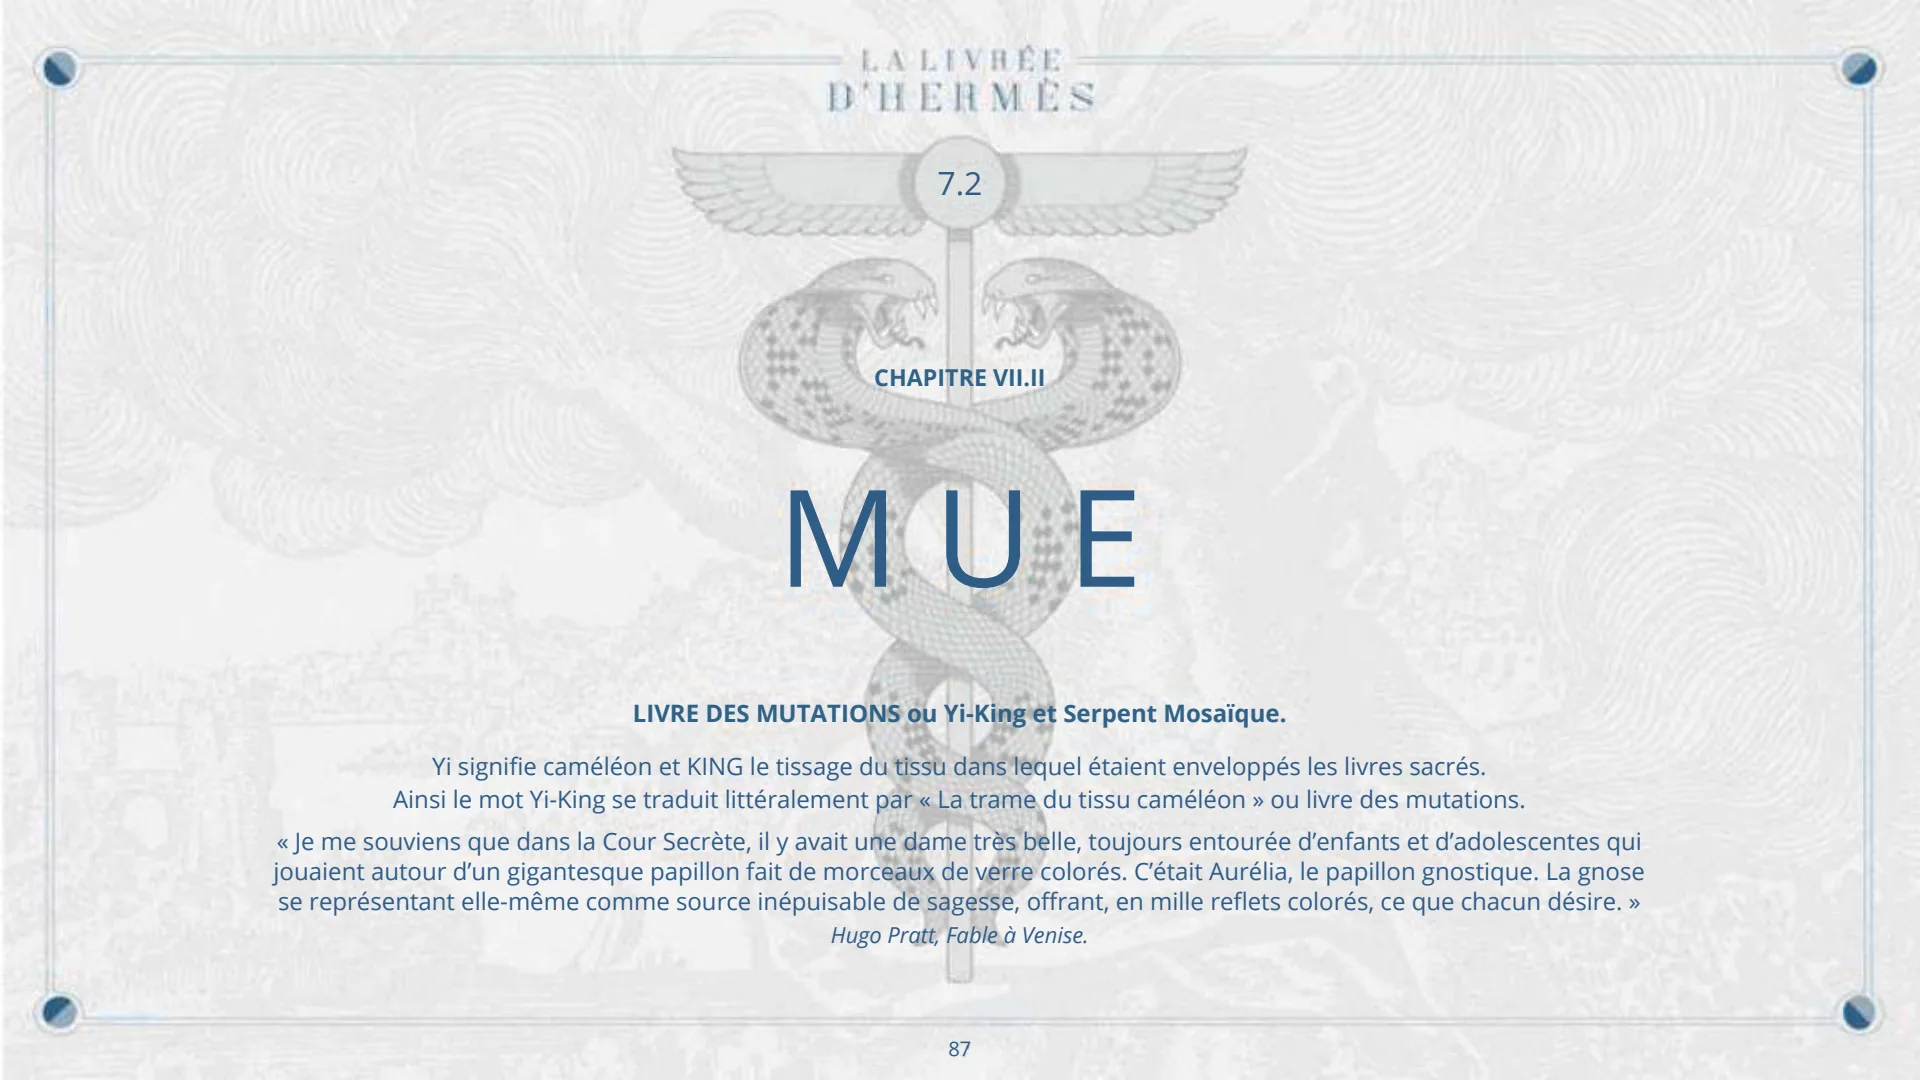 LA LIVRÉE
D'HERMÈS
7.2
CHAPITRE VII.II
MUE
LIVRE DES MUTATIONS ou Yi-King et Serpent Mosaïque.
Yi signifie caméléon et KING le tissage du tissu dans lequel étaient enveloppés les livres sacrés.
Ainsi le mot Yi-King se traduit littéralement par « La trame du tissu caméléon » ou livre des mutations.
« Je me souviens que dans la Cour Secrète, il y avait une dame très belle, toujours entourée d’enfants et d’adolescentes qui
jouaient autour d’un gigantesque papillon fait de morceaux de verre colorés. C’était Aurélia, le papillon gnostique. La gnose
se représentant elle-même comme source inépuisable de sagesse, offrant, en mille reflets colorés, ce que chacun désire. »
Hugo Pratt, Fable à Venise.
87